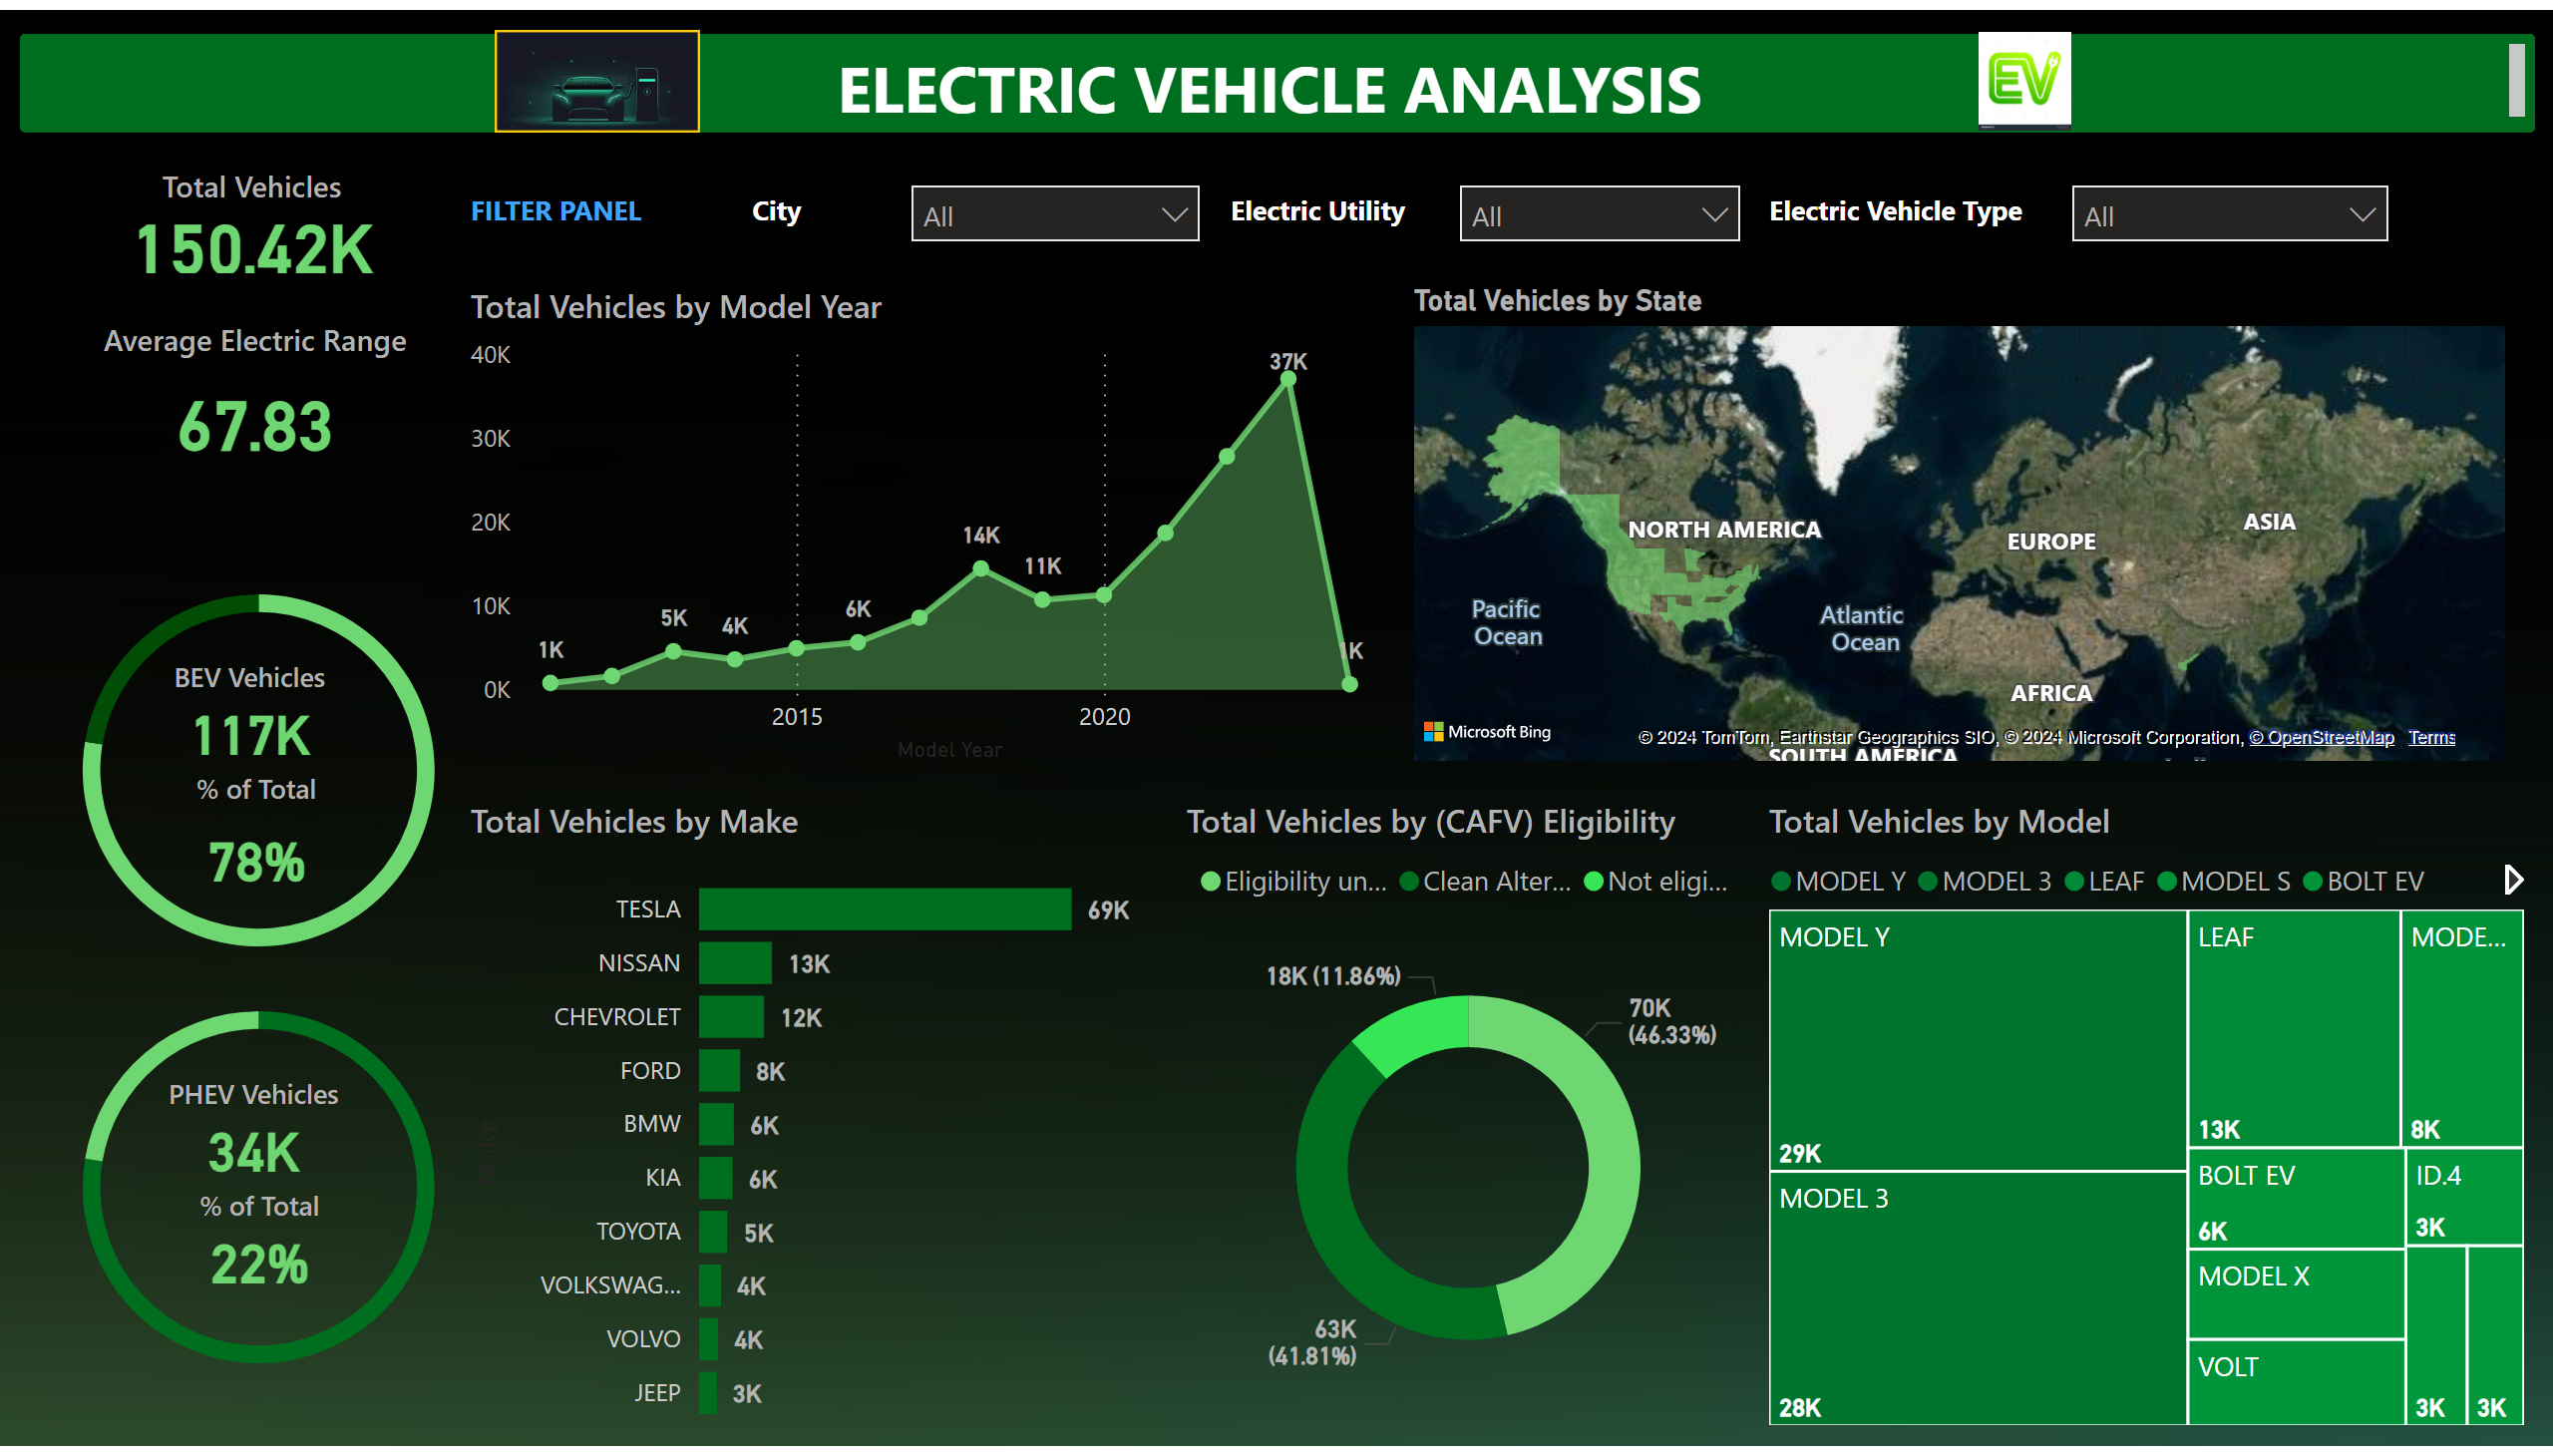 ELECTRIC VEHICLE ANALYSIS
EV
Total Vehicles
150.42K
Average Electric Range
67.83
BEV Vehicles
117K
% of Total
78%
PHEV Vehicles
34K
% of Total
22%
FILTER PANEL
City
All
Electric Utility
All
Electric Vehicle Type
All
Total Vehicles by Model Year
40K
30K
20K
10K
0K
1K
5K
4K
6K
14K
11K
37K
1K
2015
2020
Model Year
Total Vehicles by State
NORTH AMERICA
EUROPE
ASIA
Pacific
Ocean
Atlantic
Ocean
AFRICA
SOUTH AMERICA
Microsoft Bing
© 2024 TomTom, Earthstar Geographics SIO, © 2024 Microsoft Corporation, © OpenStreetMap Terms
Total Vehicles by Make
Make
TESLA 69K
NISSAN 13K
CHEVROLET 12K
FORD 8K
BMW 6K
KIA 6K
TOYOTA 5K
VOLKSWAG... 4K
VOLVO 4K
JEEP 3K
Total Vehicles by (CAFV) Eligibility
Eligibility un... Clean Alter... Not eligi...
18K (11.86%)
70K
(46.33%)
63K
(41.81%)
Total Vehicles by Model
MODEL Y MODEL 3 LEAF MODEL S BOLT EV
MODEL Y
29K
MODEL 3
28K
LEAF
13K
MODE...
8K
BOLT EV
6K
ID.4
3K
MODEL X
VOLT
3K
3K